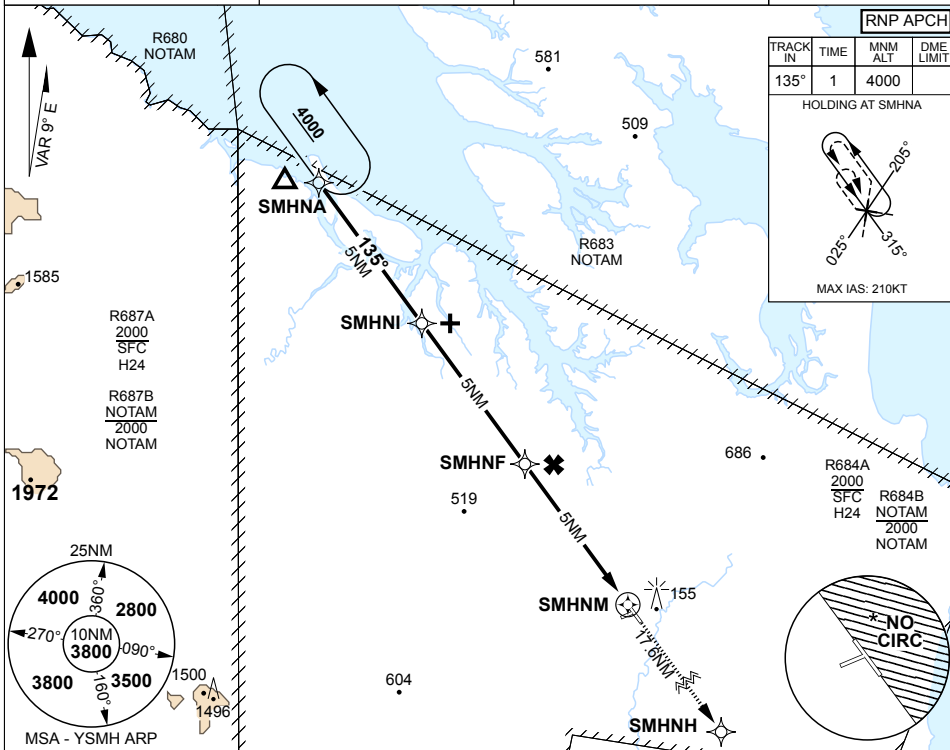 RNP APCH
TRACK IN TIME MNM ALT DME LIMIT
135° 1 4000
HOLDING AT SMHNA
205°
025°
315°
MAX IAS: 210KT
R680
NOTAM
VAR 9° E
4000
581
509
SMHNA
135°
5NM
R683
NOTAM
1585
SMHNI
R687A
2000
SFC
H24
R687B
NOTAM
2000
NOTAM
5NM
SMHNF
686
1972
519
R684A
2000
SFC
H24
R684B
NOTAM
2000
NOTAM
5NM
25NM
360°
4000
2800
270°
10NM
3800
090°
3800
3500
160°
MSA - YSMH ARP
SMHNM
155
17.6NM
* NO
CIRC
1500
1496
604
SMHNH